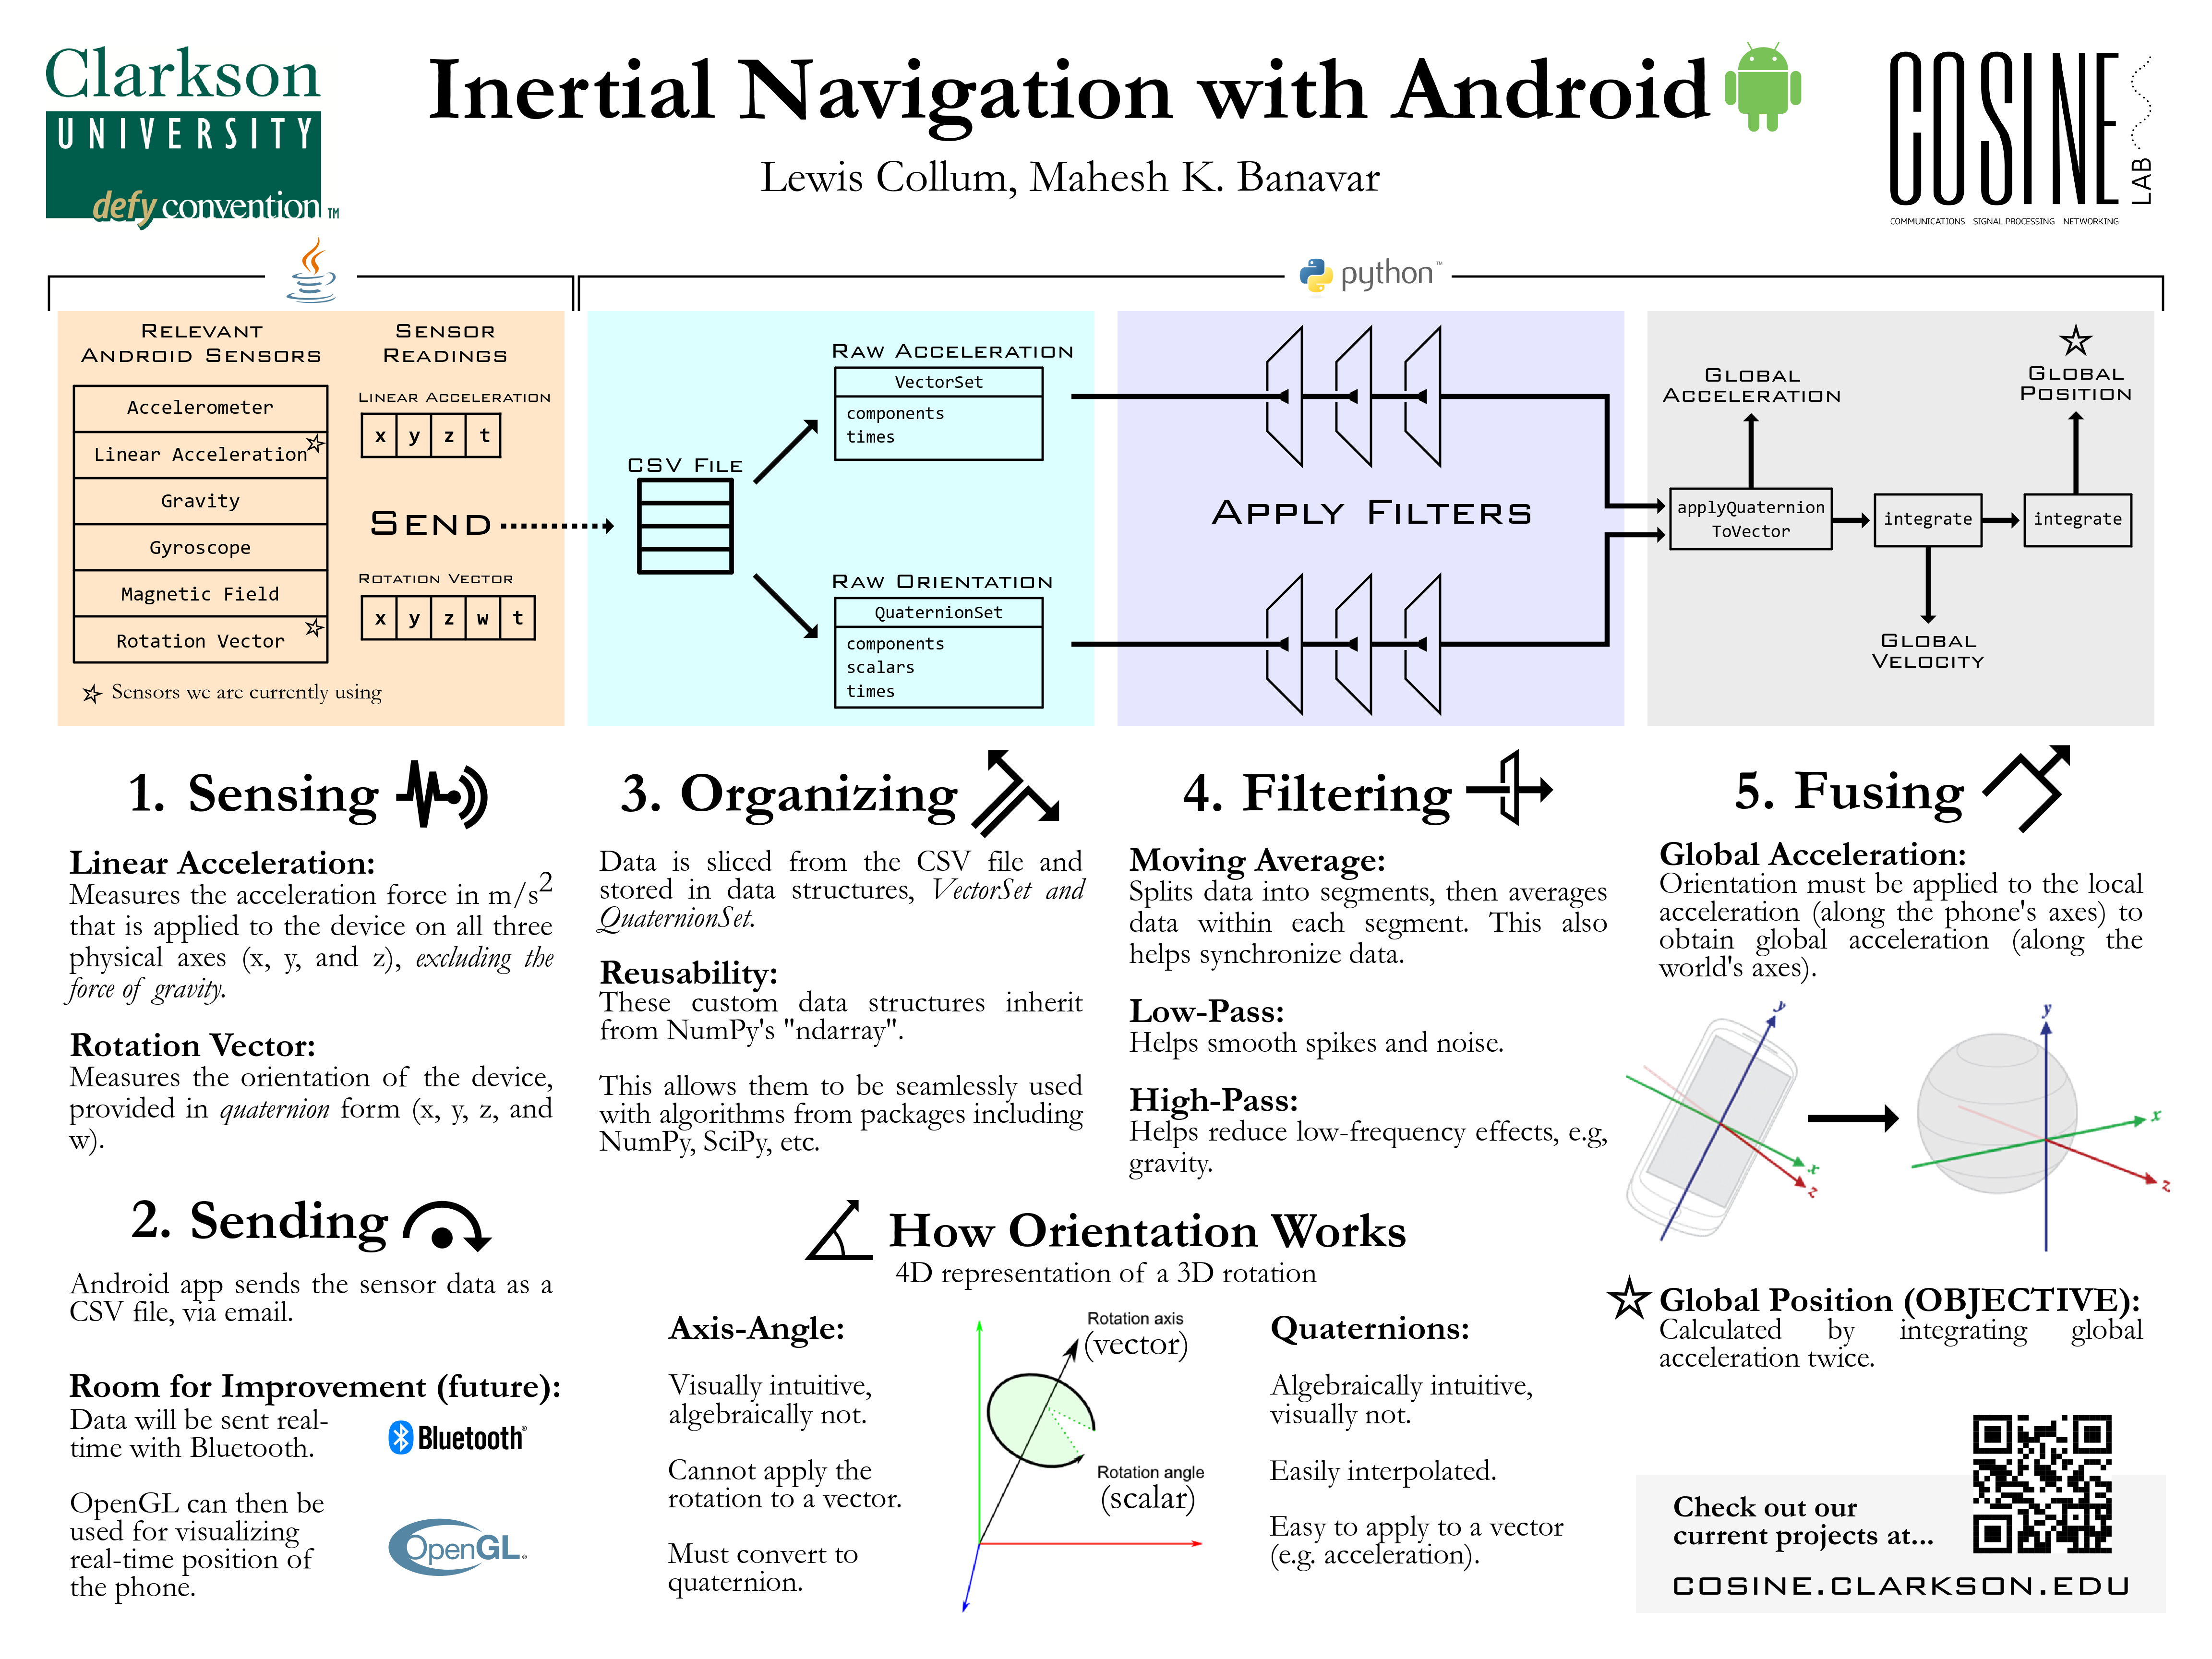 Clarkson
UNIVERSITY
defy convention™
Inertial Navigation with Android
Lewis Collum, Mahesh K. Banavar
COSINE
LAB
COMMUNICATIONS SIGNAL PROCESSING NETWORKING
python™
RELEVANT
ANDROID SENSORS
Accelerometer
Linear Acceleration
Gravity
Gyroscope
Magnetic Field
Rotation Vector
Sensors we are currently using
SENSOR
READINGS
LINEAR ACCELERATION
x y z t
SEND
ROTATION VECTOR
x y z w t
CSV FILE
RAW ACCELERATION
VectorSet
components
times
RAW ORIENTATION
QuaternionSet
components
scalars
times
APPLY FILTERS
GLOBAL
ACCELERATION
applyQuaternion
ToVector
integrate
GLOBAL
VELOCITY
integrate
GLOBAL
POSITION
1. Sensing
Linear Acceleration:
Measures the acceleration force in m/s²
that is applied to the device on all three
physical axes (x, y, and z), excluding the
force of gravity.
Rotation Vector:
Measures the orientation of the device,
provided in quaternion form (x, y, z, and
w).
2. Sending
Android app sends the sensor data as a
CSV file, via email.
Room for Improvement (future):
Data will be sent real-
time with Bluetooth.
Bluetooth®
OpenGL can then be
used for visualizing
real-time position of
the phone.
OpenGL®
3. Organizing
Data is sliced from the CSV file and
stored in data structures, VectorSet and
QuaternionSet.
Reusability:
These custom data structures inherit
from NumPy's "ndarray".
This allows them to be seamlessly used
with algorithms from packages including
NumPy, SciPy, etc.
4. Filtering
Moving Average:
Splits data into segments, then averages
data within each segment. This also
helps synchronize data.
Low-Pass:
Helps smooth spikes and noise.
High-Pass:
Helps reduce low-frequency effects, e.g,
gravity.
How Orientation Works
4D representation of a 3D rotation
Axis-Angle:
Visually intuitive,
algebraically not.
Cannot apply the
rotation to a vector.
Must convert to
quaternion.
Rotation axis
(vector)
Rotation angle
(scalar)
Quaternions:
Algebraically intuitive,
visually not.
Easily interpolated.
Easy to apply to a vector
(e.g. acceleration).
5. Fusing
Global Acceleration:
Orientation must be applied to the local
acceleration (along the phone's axes) to
obtain global acceleration (along the
world's axes).
y
x
z
y
x
z
Global Position (OBJECTIVE):
Calculated by integrating global
acceleration twice.
Check out our
current projects at...
COSINE.CLARKSON.EDU